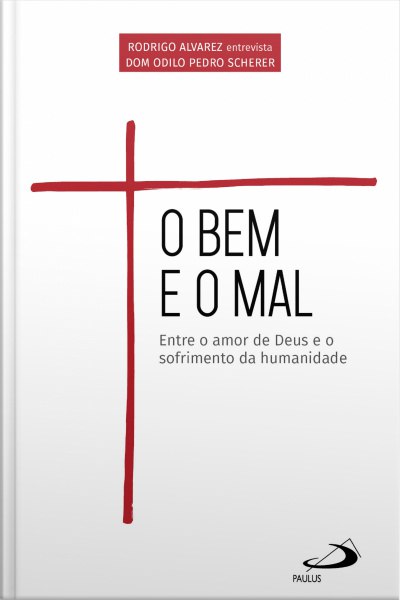 RODRIGO ALVAREZ entrevista
DOM ODILO PEDRO SCHERER
O BEM
E O MAL
Entre o amor de Deus e o
sofrimento da humanidade
PAULUS